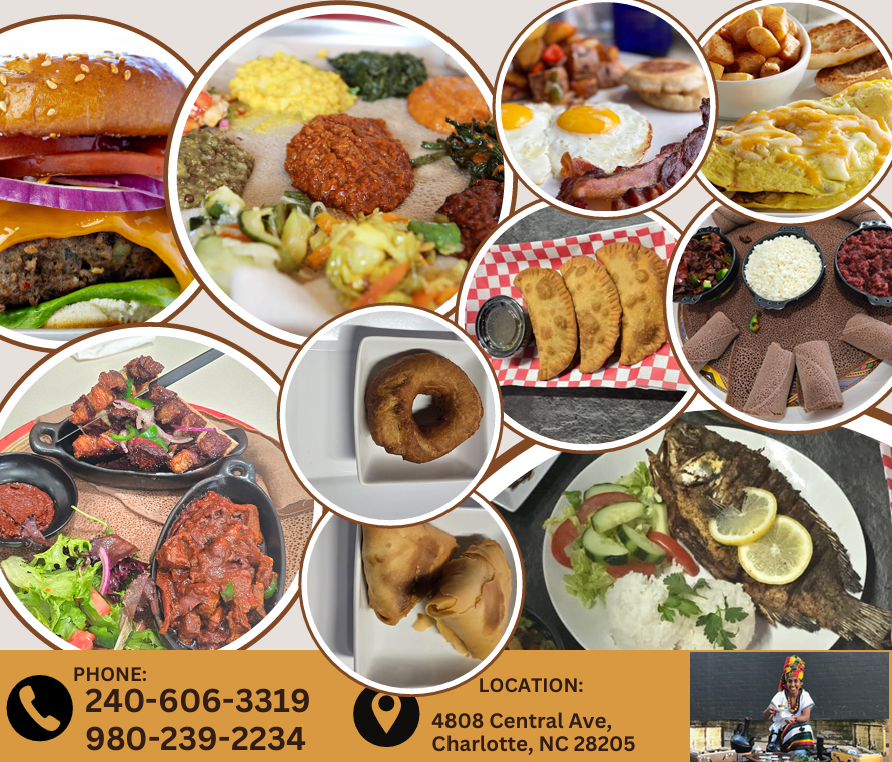 PHONE:
240-606-3319
980-239-2234
LOCATION:
4808 Central Ave,
Charlotte, NC 28205